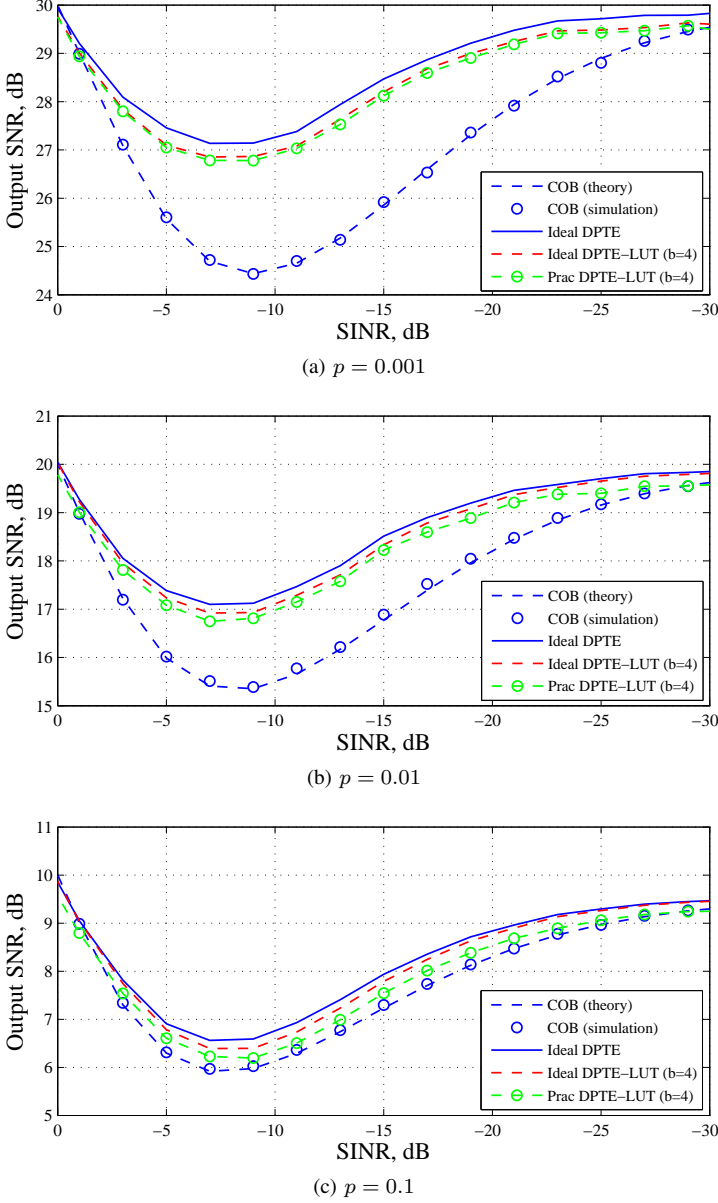 30
29
28
27
26
25
24
Output SNR, dB
COB (theory)
COB (simulation)
Ideal DPTE
Ideal DPTE–LUT (b=4)
Prac DPTE–LUT (b=4)
0 −5 −10 −15 −20 −25 −30
SINR, dB
(a) p = 0.001
21
20
19
18
17
16
15
Output SNR, dB
COB (theory)
COB (simulation)
Ideal DPTE
Ideal DPTE–LUT (b=4)
Prac DPTE–LUT (b=4)
0 −5 −10 −15 −20 −25 −30
SINR, dB
(b) p = 0.01
11
10
9
8
7
6
5
Output SNR, dB
COB (theory)
COB (simulation)
Ideal DPTE
Ideal DPTE–LUT (b=4)
Prac DPTE–LUT (b=4)
0 −5 −10 −15 −20 −25 −30
SINR, dB
(c) p = 0.1